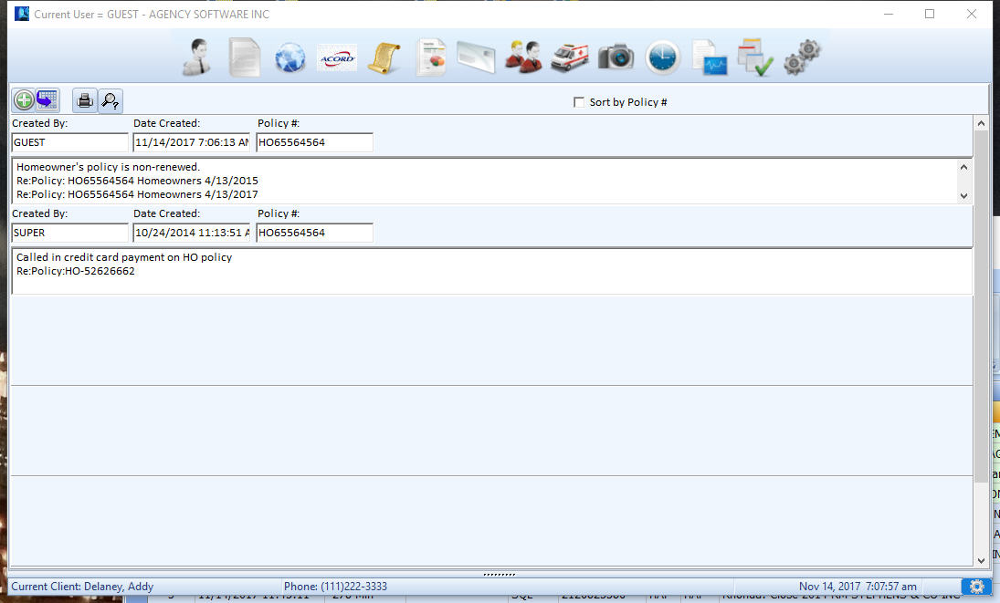 Current User = GUEST - AGENCY SOFTWARE INC
ACORD
Sort by Policy #
Created By: Date Created: Policy #:
GUEST 11/14/2017 7:06:13 AM HO65564564
Homeowner's policy is non-renewed.
Re:Policy: HO65564564 Homeowners 4/13/2015
Re:Policy: HO65564564 Homeowners 4/13/2017
Created By: Date Created: Policy #:
SUPER 10/24/2014 11:13:51 A HO65564564
Called in credit card payment on HO policy
Re:Policy:HO-52626662
Current Client: Delaney, Addy Phone: (111)222-3333 Nov 14, 2017 7:07:57 am